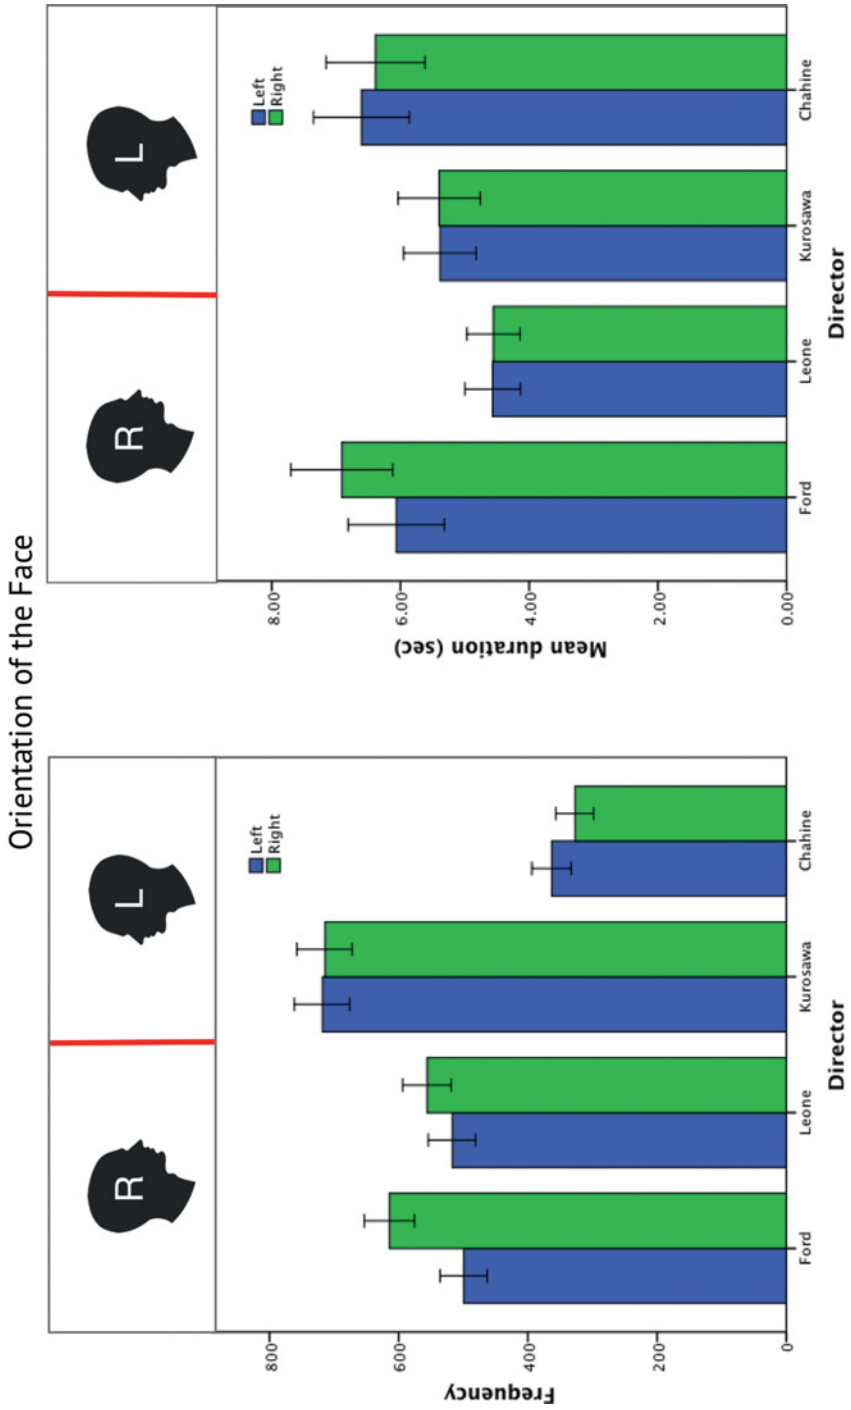 Orientation of the Face
R
L
Left
Right
800
600
400
200
0
Frequency
Ford
Leone
Kurosawa
Chahine
Director
R
L
Left
Right
8.00
6.00
4.00
2.00
0.00
Mean duration (sec)
Ford
Leone
Kurosawa
Chahine
Director